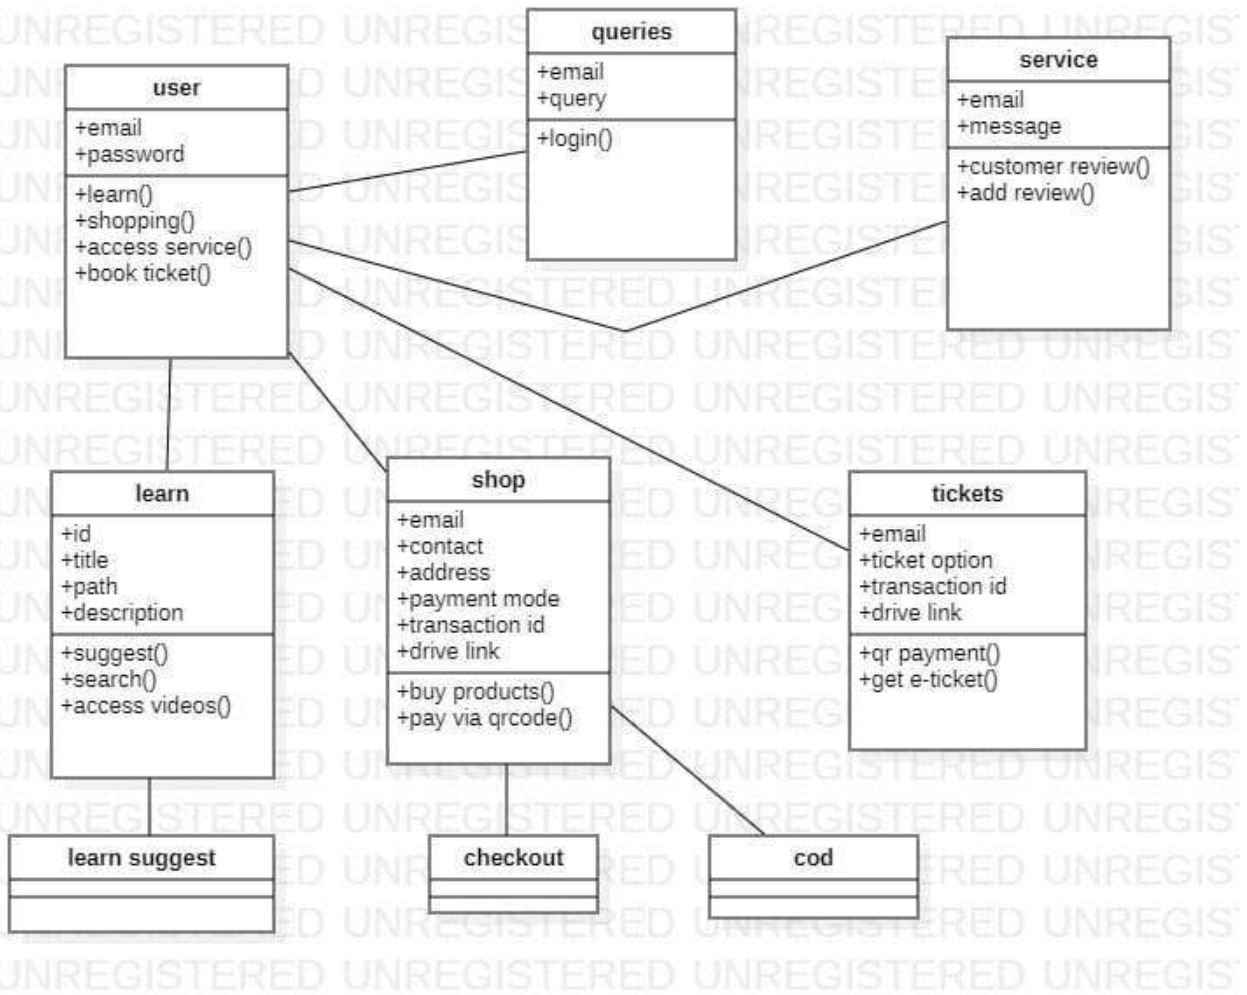 queries
+email
+query
+login()
service
+email
+message
+customer review()
+add review()
user
+email
+password
+learn()
+shopping()
+access service()
+book ticket()
learn
+id
+title
+path
+description
+suggest()
+search()
+access videos()
shop
+email
+contact
+address
+payment mode
+transaction id
+drive link
+buy products()
+pay via qrcode()
tickets
+email
+ticket option
+transaction id
+drive link
+qr payment()
+get e-ticket()
learn suggest
checkout
cod
UNREGISTERED